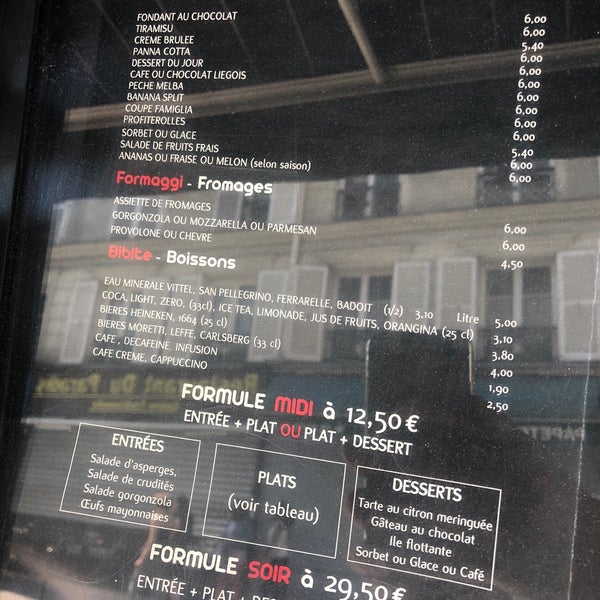 FONDANT AU CHOCOLAT 6,00
TIRAMISU 6,00
CREME BRULEE 5,40
PANNA COTTA 6,00
DESSERT DU JOUR 6,00
CAFE OU CHOCOLAT LIEGOIS 6,00
PECHE MELBA 6,00
BANANA SPLIT 6,00
COUPE FAMIGLIA 6,00
PROFITEROLLES 6,00
SORBET OU GLACE 5,40
SALADE DE FRUITS FRAIS 6,00
ANANAS OU FRAISE OU MELON (selon saison) 6,00
Formaggi - Fromages
ASSIETTE DE FROMAGES 6,00
GORGONZOLA OU MOZZARELLA OU PARMESAN 6,00
PROVOLONE OU CHEVRE 4,50
Bibite - Boissons
EAU MINERALE VITTEL, SAN PELLEGRINO, FERRARELLE, BADOIT (1/2) 3,10 Litre 5,00
COCA, LIGHT, ZERO, (33cl), ICE TEA, LIMONADE, JUS DE FRUITS, ORANGINA (25 cl) 3,10
BIERES HEINEKEN, 1664 (25 cl) 3,80
BIERES MORETTI, LEFFE, CARLSBERG (33 cl) 4,00
CAFE, DECAFEINE, INFUSION 1,90
CAFE CREME, CAPPUCCINO 2,50
FORMULE MIDI à 12,50€
ENTRÉE + PLAT OU PLAT + DESSERT
ENTRÉES
Salade d'asperges,
Salade de crudités
Salade gorgonzola
Œufs mayonnaises
PLATS
(voir tableau)
DESSERTS
Tarte au citron meringuée
Gâteau au chocolat
Ile flottante
Sorbet ou Glace ou Café
FORMULE SOIR à 29,50€
ENTRÉE + PLAT +